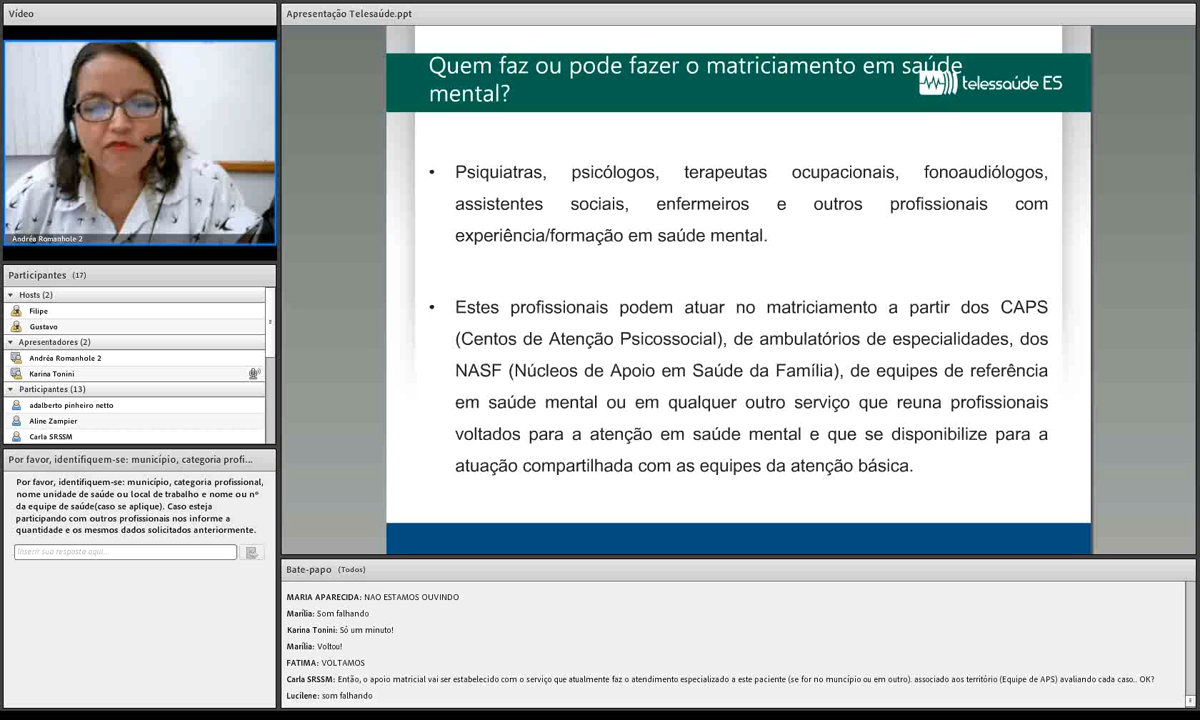 Vídeo
Andréa Romanhole 2
Participantes (17)
Hosts (2)
Filipe
Gustavo
Apresentadores (2)
Andréa Romanhole 2
Karina Tonini
Participantes (13)
adalberto pinheiro netto
Aline Zampier
Carla SRSSM
Por favor, identifiquem-se: município, categoria profi...
Por favor, identifiquem-se: município, categoria profissional,
nome unidade de saúde ou local de trabalho e nome ou nº
da equipe de saúde(caso se aplique). Caso esteja
participando com outros profissionais nos informe a
quantidade e os mesmos dados solicitados anteriormente.
Inserir sua resposta aqui...
Apresentação Telesaúde.ppt
Quem faz ou pode fazer o matriciamento em saúde
mental?
telessaúde ES
• Psiquiatras, psicólogos, terapeutas ocupacionais, fonoaudiólogos,
assistentes sociais, enfermeiros e outros profissionais com
experiência/formação em saúde mental.
• Estes profissionais podem atuar no matriciamento a partir dos CAPS
(Centos de Atenção Psicossocial), de ambulatórios de especialidades, dos
NASF (Núcleos de Apoio em Saúde da Família), de equipes de referência
em saúde mental ou em qualquer outro serviço que reuna profissionais
voltados para a atenção em saúde mental e que se disponibilize para a
atuação compartilhada com as equipes da atenção básica.
Bate-papo (Todos)
MARIA APARECIDA: NAO ESTAMOS OUVINDO
Marília: Som falhando
Karina Tonini: Só um minuto!
Marília: Voltou!
FATIMA: VOLTAMOS
Carla SRSSM: Então, o apoio matricial vai ser estabelecido com o serviço que atualmente faz o atendimento especializado a este paciente (se for no muncípio ou em outro). associado aos território (Equipe de APS) avaliando cada caso.. OK?
Lucilene: som falhando